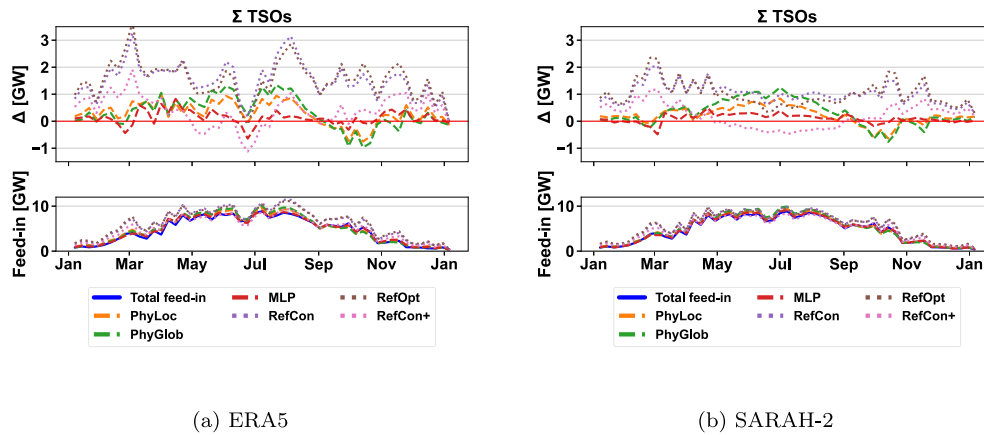 Σ TSOs
Δ [GW]
3
2
1
0
−1
Feed-in [GW]
10
0
Jan Mar May Jul Sep Nov Jan
Total feed-in MLP RefOpt
PhyLoc RefCon RefCon+
PhyGlob
(a) ERA5
Σ TSOs
Δ [GW]
3
2
1
0
−1
Feed-in [GW]
10
0
Jan Mar May Jul Sep Nov Jan
Total feed-in MLP RefOpt
PhyLoc RefCon RefCon+
PhyGlob
(b) SARAH-2